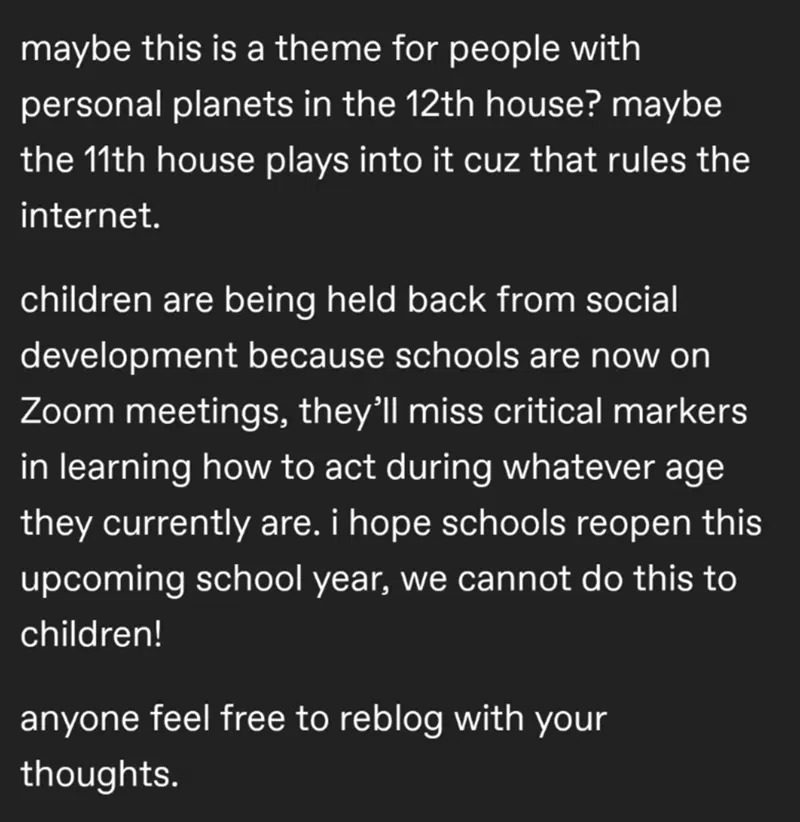 maybe this is a theme for people with
personal planets in the 12th house? maybe
the 11th house plays into it cuz that rules the
internet.
children are being held back from social
development because schools are now on
Zoom meetings, they’ll miss critical markers
in learning how to act during whatever age
they currently are. i hope schools reopen this
upcoming school year, we cannot do this to
children!
anyone feel free to reblog with your
thoughts.